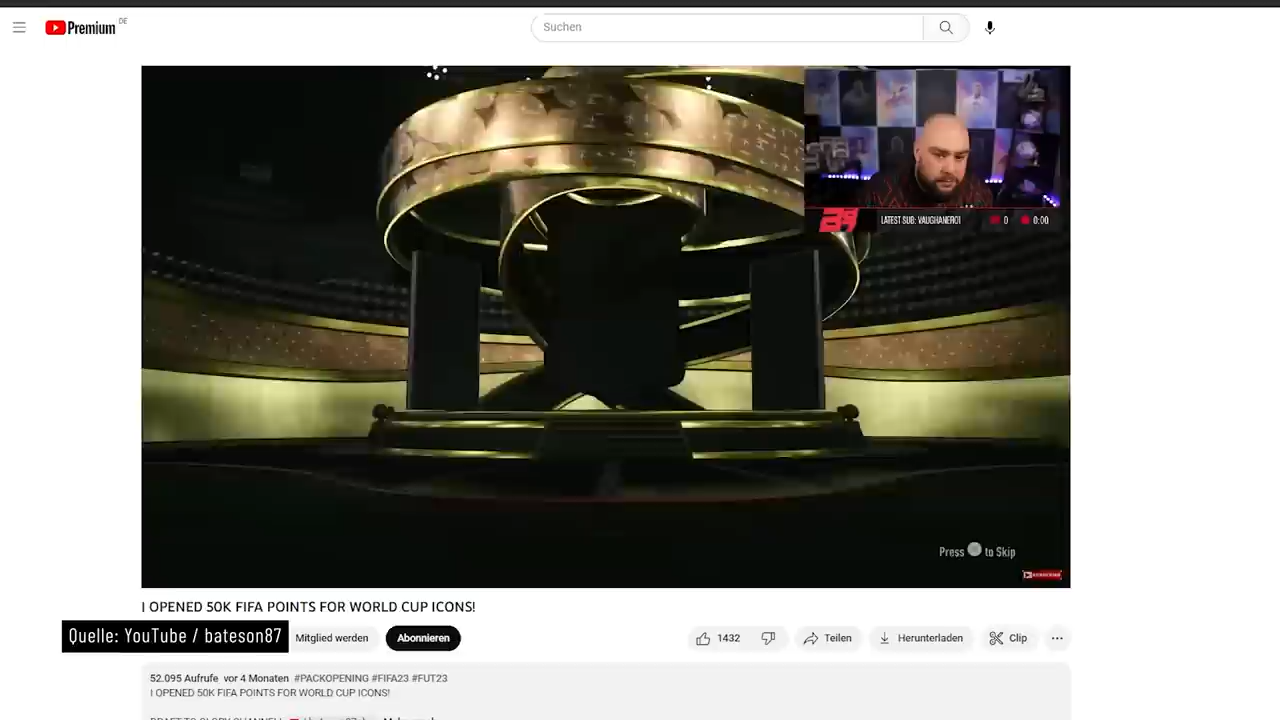 Premium DE
Suchen
LATEST SUB: VAUGHANER01 0 0:00
Press to Skip
SUBSCRIBE
I OPENED 50K FIFA POINTS FOR WORLD CUP ICONS!
Quelle: YouTube / bateson87
Mitglied werden
Abonnieren
1432
Teilen
Herunterladen
Clip
52.095 Aufrufe vor 4 Monaten #PACKOPENING #FIFA23 #FUT23
I OPENED 50K FIFA POINTS FOR WORLD CUP ICONS!